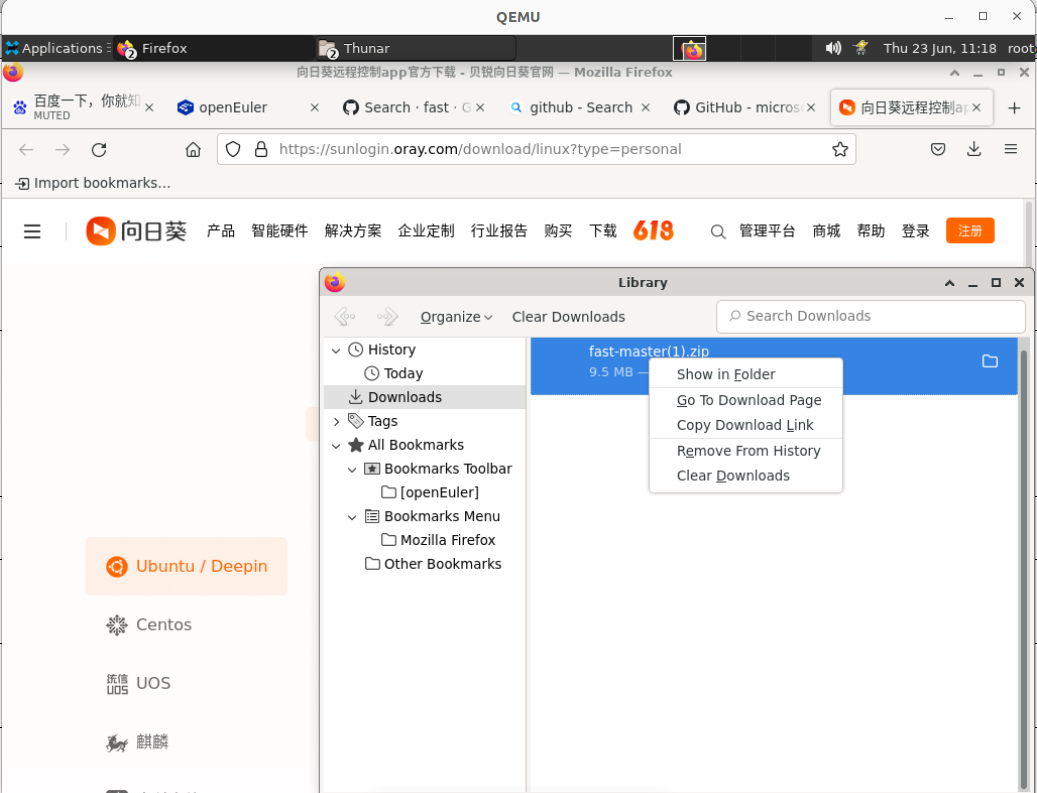 QEMU
Applications
2 Firefox
2 Thunar
Thu 23 Jun, 11:18 root
向日葵远程控制app官方下载 - 贝锐向日葵官网 — Mozilla Firefox
百度一下，你就知
MUTED
openEuler
Search · fast · G
github - Search
GitHub - micros
向日葵远程控制ap
https://sunlogin.oray.com/download/linux?type=personal
Import bookmarks...
向日葵 产品 智能硬件 解决方案 企业定制 行业报告 购买 下载 618 管理平台 商城 帮助 登录 注册
Library
Organize Clear Downloads Search Downloads
History
Today
Downloads
Tags
All Bookmarks
Bookmarks Toolbar
[openEuler]
Bookmarks Menu
Mozilla Firefox
Other Bookmarks
fast-master(1).zip
9.5 MB —
Show in Folder
Go To Download Page
Copy Download Link
Remove From History
Clear Downloads
Ubuntu / Deepin
Centos
统信 UOS UOS
麒麟